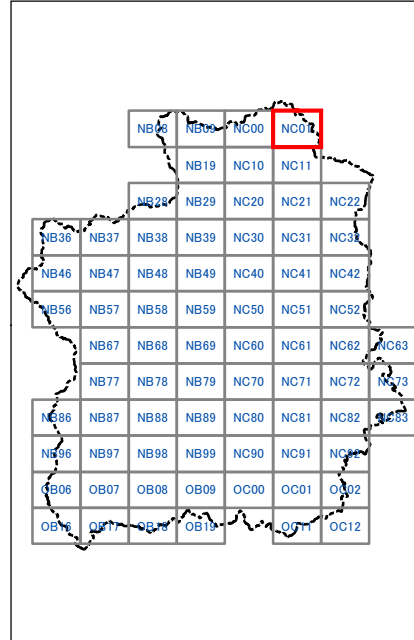 NB08 NB09 NC00 NC01
NB19 NC10 NC11
NB28 NB29 NC20 NC21 NC22
NB36 NB37 NB38 NB39 NC30 NC31 NC32
NB46 NB47 NB48 NB49 NC40 NC41 NC42
NB56 NB57 NB58 NB59 NC50 NC51 NC52
NB67 NB68 NB69 NC60 NC61 NC62 NC63
NB77 NB78 NB79 NC70 NC71 NC72 NC73
NB86 NB87 NB88 NB89 NC80 NC81 NC82 NC83
NB96 NB97 NB98 NB99 NC90 NC91 NC92
OB06 OB07 OB08 OB09 OC00 OC01 OC02
OB16 OB17 OB18 OB19 OC11 OC12